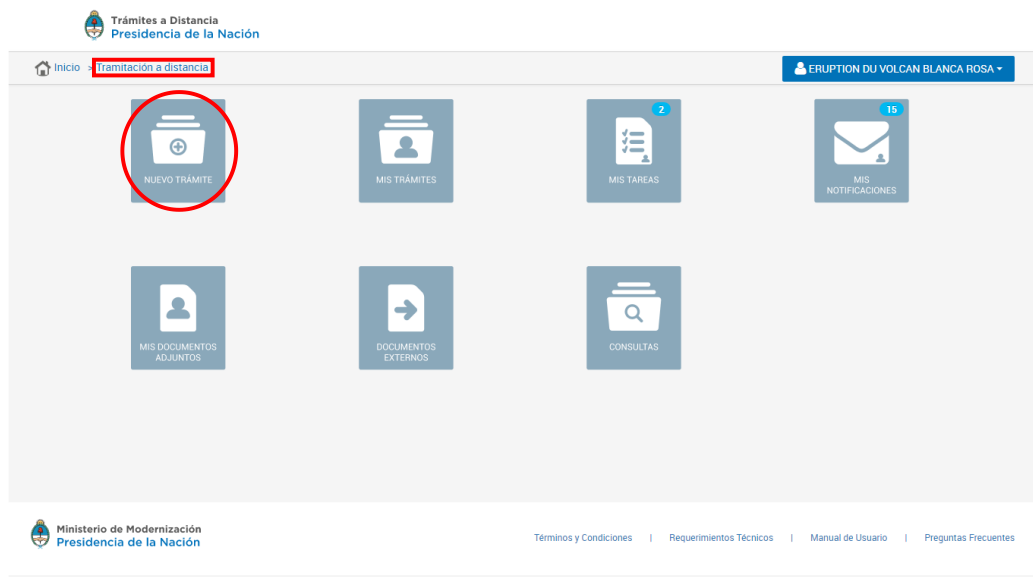 Trámites a Distancia
Presidencia de la Nación
Inicio > Tramitación a distancia
ERUPTION DU VOLCAN BLANCA ROSA
NUEVO TRÁMITE
MIS TRÁMITES
2
MIS TAREAS
15
MIS
NOTIFICACIONES
MIS DOCUMENTOS
ADJUNTOS
DOCUMENTOS
EXTERNOS
CONSULTAS
Ministerio de Modernización
Presidencia de la Nación
Términos y Condiciones | Requerimientos Técnicos | Manual de Usuario | Preguntas Frecuentes